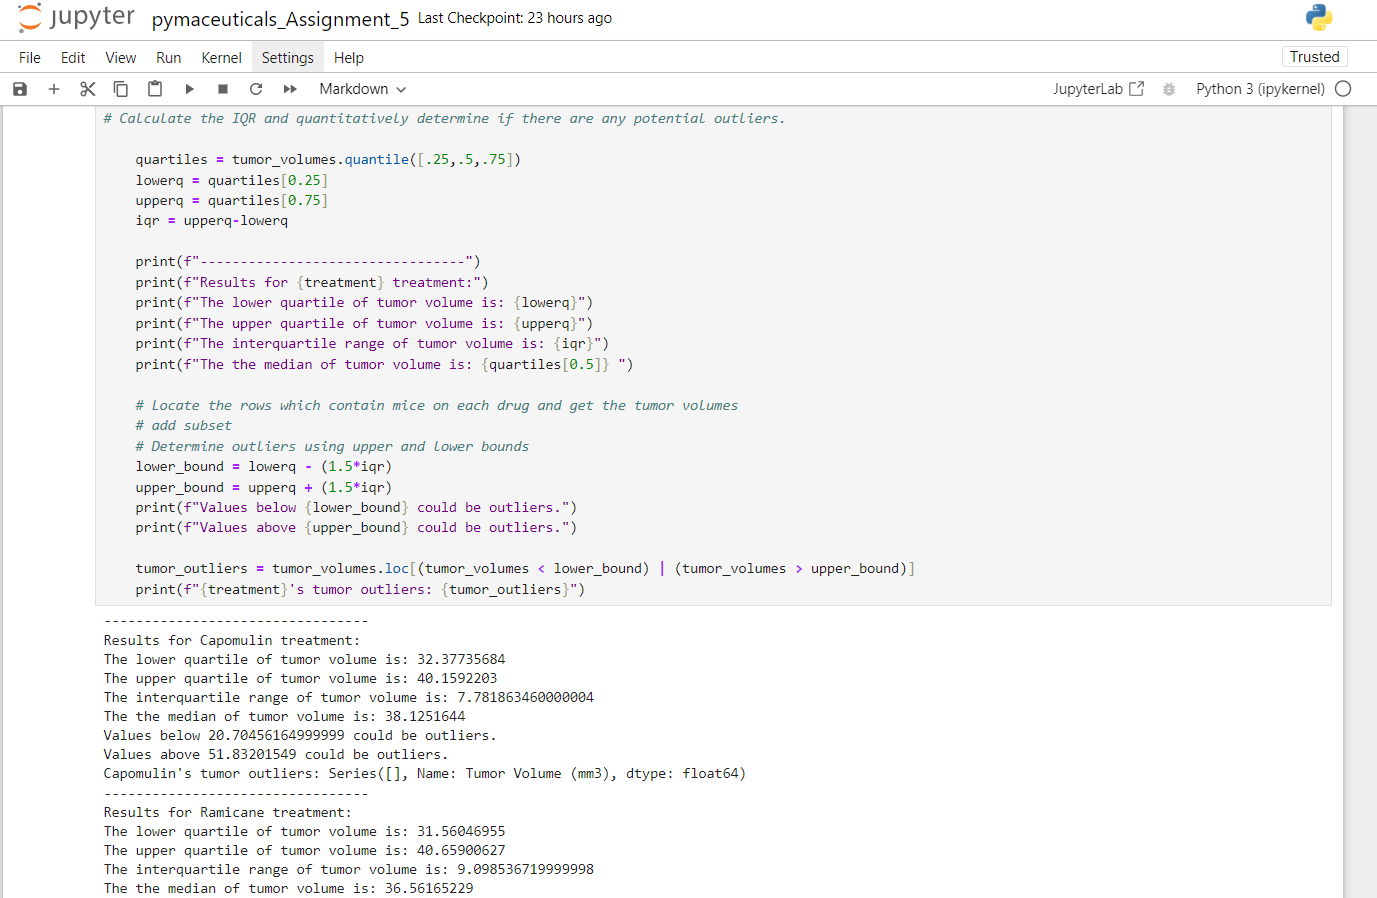 jupyter pymaceuticals_Assignment_5 Last Checkpoint: 23 hours ago
File Edit View Run Kernel Settings Help Trusted
Markdown JupyterLab Python 3 (ipykernel)
# Calculate the IQR and quantitatively determine if there are any potential outliers.
quartiles = tumor_volumes.quantile([.25,.5,.75])
lowerq = quartiles[0.25]
upperq = quartiles[0.75]
iqr = upperq-lowerq
print(f"---------------------------------")
print(f"Results for {treatment} treatment:")
print(f"The lower quartile of tumor volume is: {lowerq}")
print(f"The upper quartile of tumor volume is: {upperq}")
print(f"The interquartile range of tumor volume is: {iqr}")
print(f"The the median of tumor volume is: {quartiles[0.5]} ")
# Locate the rows which contain mice on each drug and get the tumor volumes
# add subset
# Determine outliers using upper and lower bounds
lower_bound = lowerq - (1.5*iqr)
upper_bound = upperq + (1.5*iqr)
print(f"Values below {lower_bound} could be outliers.")
print(f"Values above {upper_bound} could be outliers.")
tumor_outliers = tumor_volumes.loc[(tumor_volumes < lower_bound) | (tumor_volumes > upper_bound)]
print(f"{treatment}'s tumor outliers: {tumor_outliers}")
---------------------------------
Results for Capomulin treatment:
The lower quartile of tumor volume is: 32.37735684
The upper quartile of tumor volume is: 40.1592203
The interquartile range of tumor volume is: 7.781863460000004
The the median of tumor volume is: 38.1251644
Values below 20.70456164999999 could be outliers.
Values above 51.83201549 could be outliers.
Capomulin's tumor outliers: Series([], Name: Tumor Volume (mm3), dtype: float64)
---------------------------------
Results for Ramicane treatment:
The lower quartile of tumor volume is: 31.56046955
The upper quartile of tumor volume is: 40.65900627
The interquartile range of tumor volume is: 9.098536719999998
The the median of tumor volume is: 36.56165229